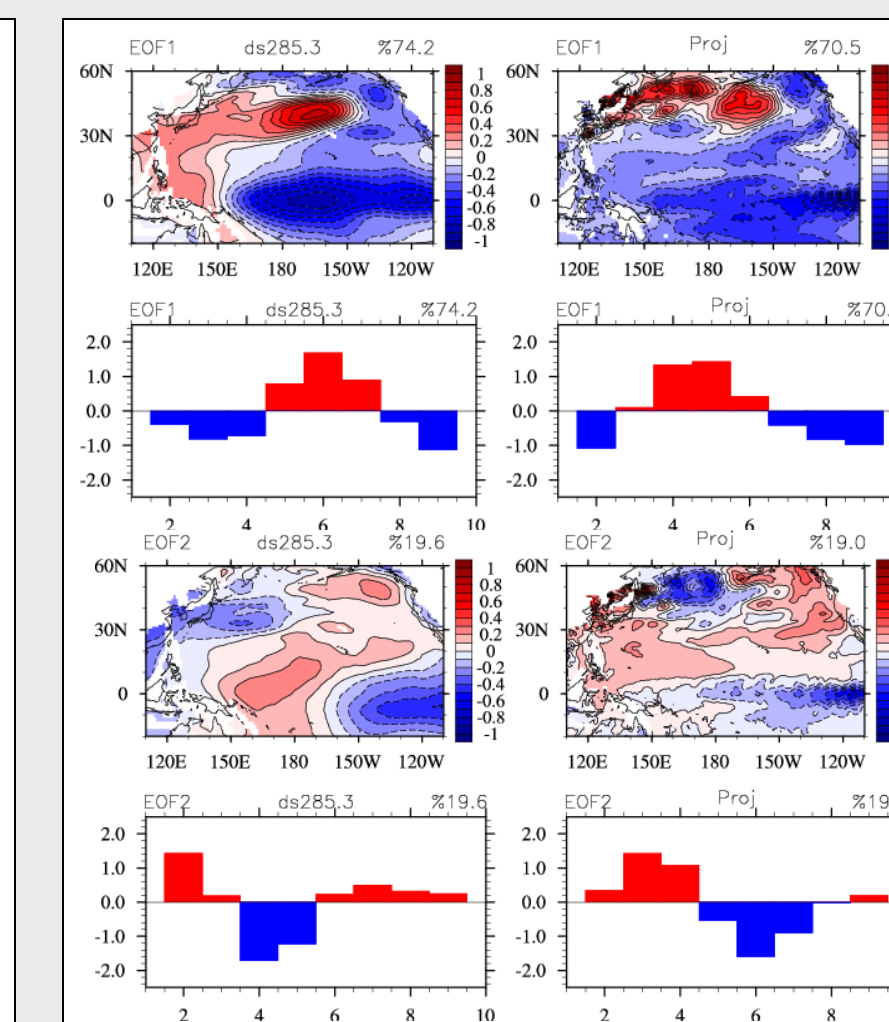 EOF1 ds285.3 %74.2 EOF1 Proj %70.5
60N 1 60N
0.8
0.6
30N 0.4 30N
0.2
0
-0.2
0 -0.4 0
-0.6
-0.8
-1
120E 150E 180 150W 120W 120E 150E 180 150W 120W
EOF1 ds285.3 %74.2 EOF1 Proj %70.
2.0 2.0
1.0 1.0
0.0 0.0
-1.0 -1.0
-2.0 -2.0
2 4 6 8 10 2 4 6 8
EOF2 ds285.3 %19.6 EOF2 Proj %19.0
60N 1 60N
0.8
0.6
0.4
30N 0.2 30N
0
-0.2
-0.4
0 -0.6 0
-0.8
-1
120E 150E 180 150W 120W 120E 150E 180 150W 120W
EOF2 ds285.3 %19.6 EOF2 Proj %19
2.0 2.0
1.0 1.0
0.0 0.0
-1.0 -1.0
-2.0 -2.0
2 4 6 8 10 2 4 6 8